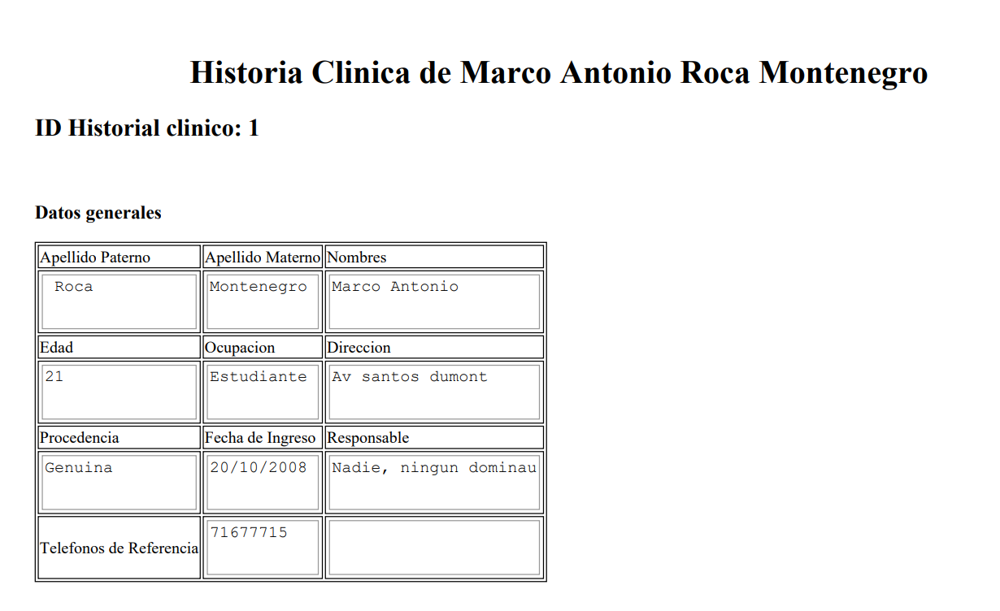 Historia Clinica de Marco Antonio Roca Montenegro
ID Historial clinico: 1
Datos generales
Apellido Paterno Apellido Materno Nombres
Roca Montenegro Marco Antonio
Edad Ocupacion Direccion
21 Estudiante Av santos dumont
Procedencia Fecha de Ingreso Responsable
Genuina 20/10/2008 Nadie, ningun dominau
Telefonos de Referencia 71677715